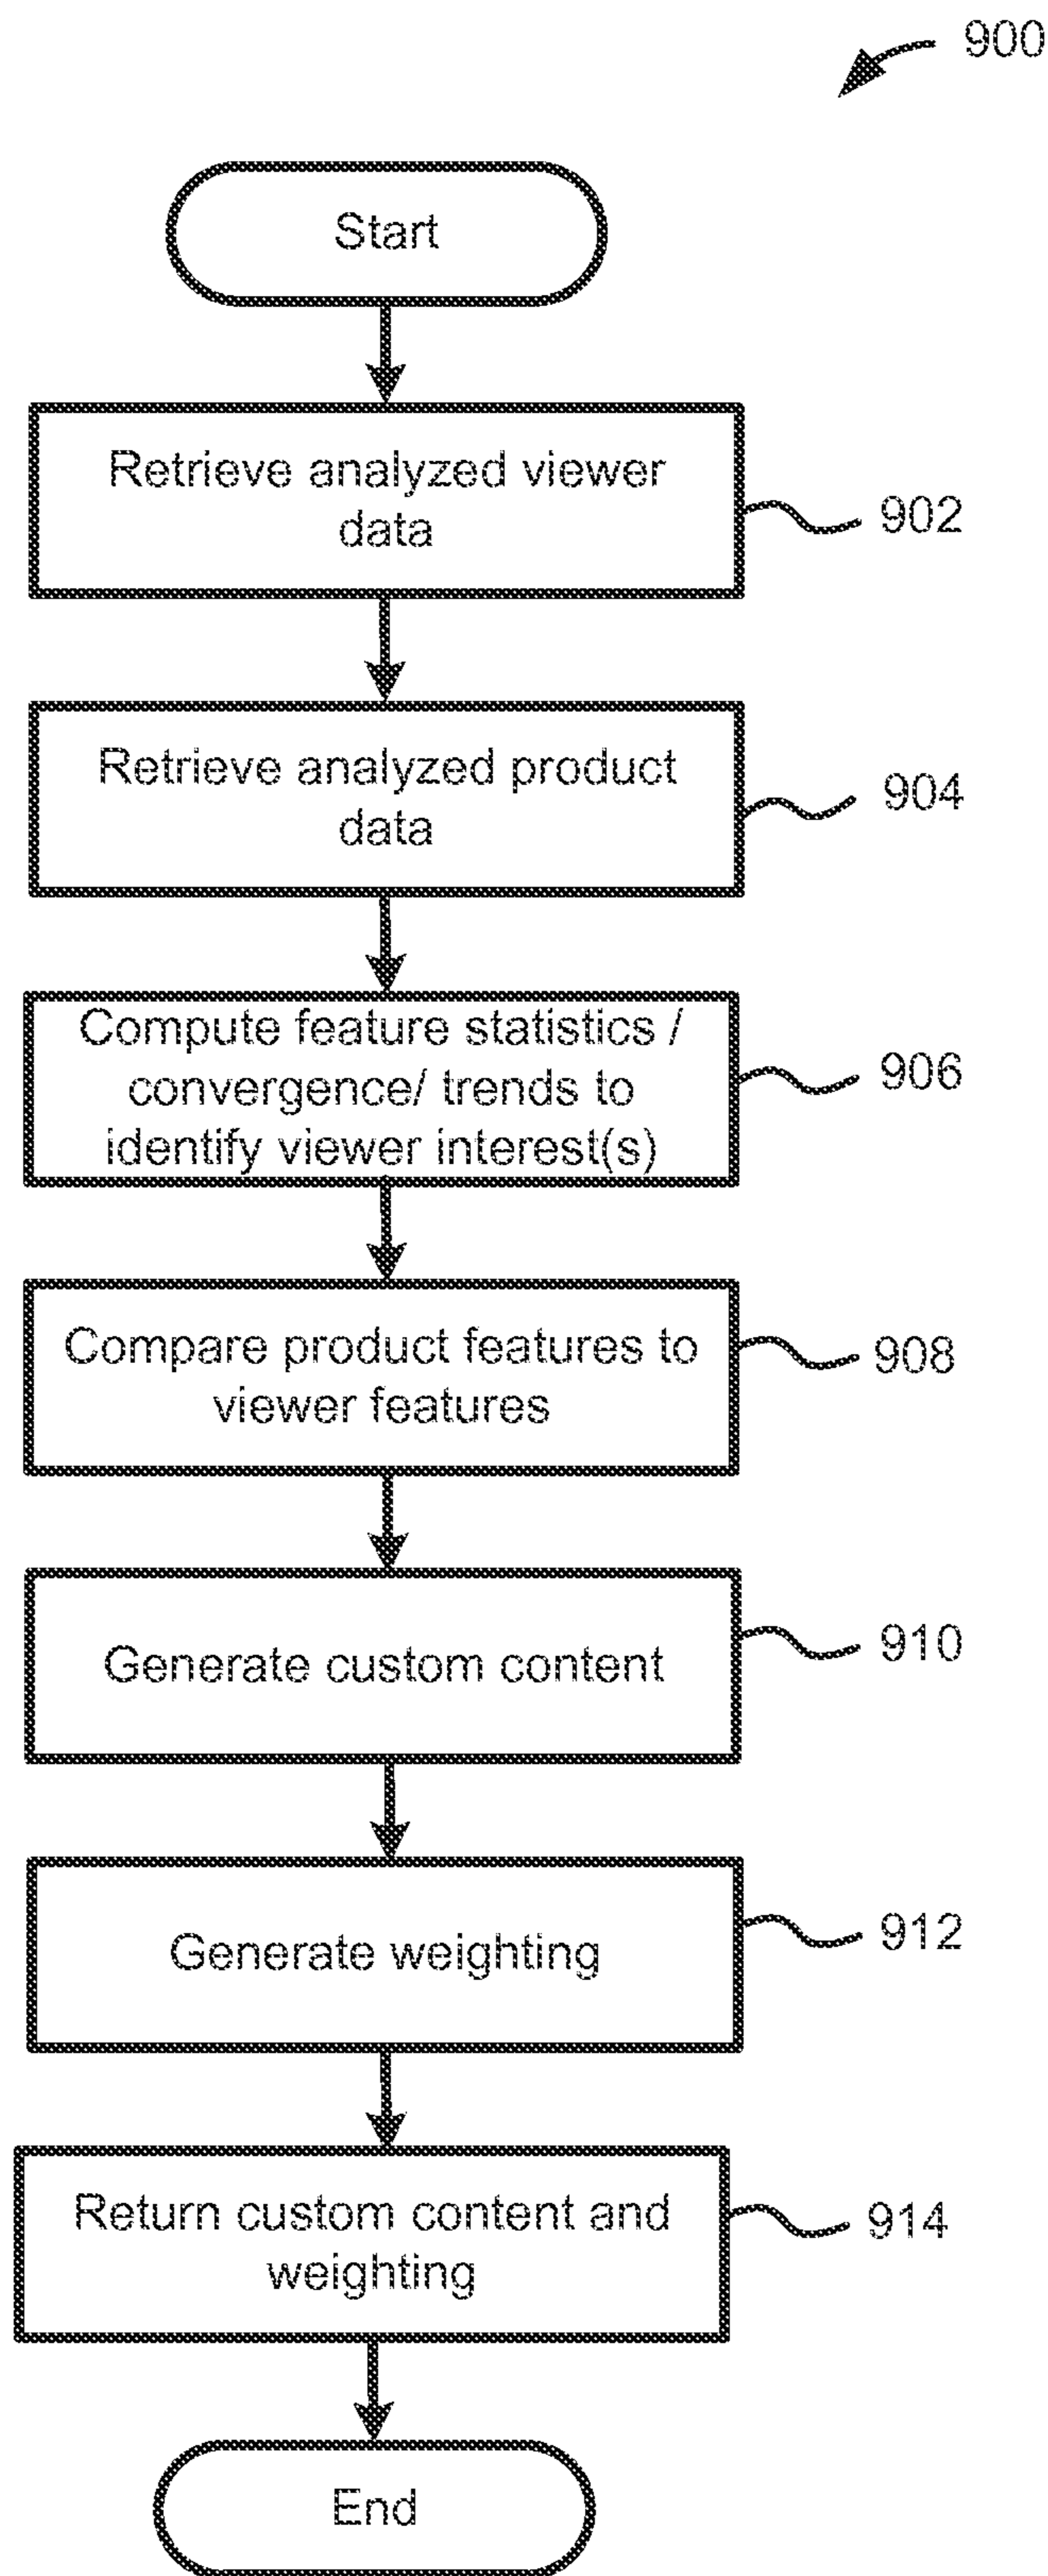 900
Start
Retrieve analyzed viewer
data
902
Retrieve analyzed product
data
904
Compute feature statistics /
convergence/ trends to
identify viewer interest(s)
906
Compare product features to
viewer features
908
Generate custom content
910
Generate weighting
912
Return custom content and
weighting
914
End